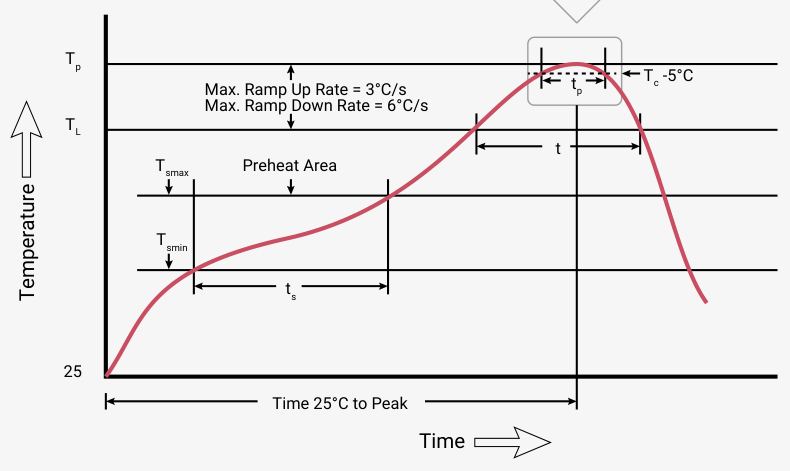 Tp
Tc -5°C
tp
Max. Ramp Up Rate = 3°C/s
Max. Ramp Down Rate = 6°C/s
TL
t
Tsmax
Preheat Area
Tsmin
ts
Temperature
25
Time 25°C to Peak
Time